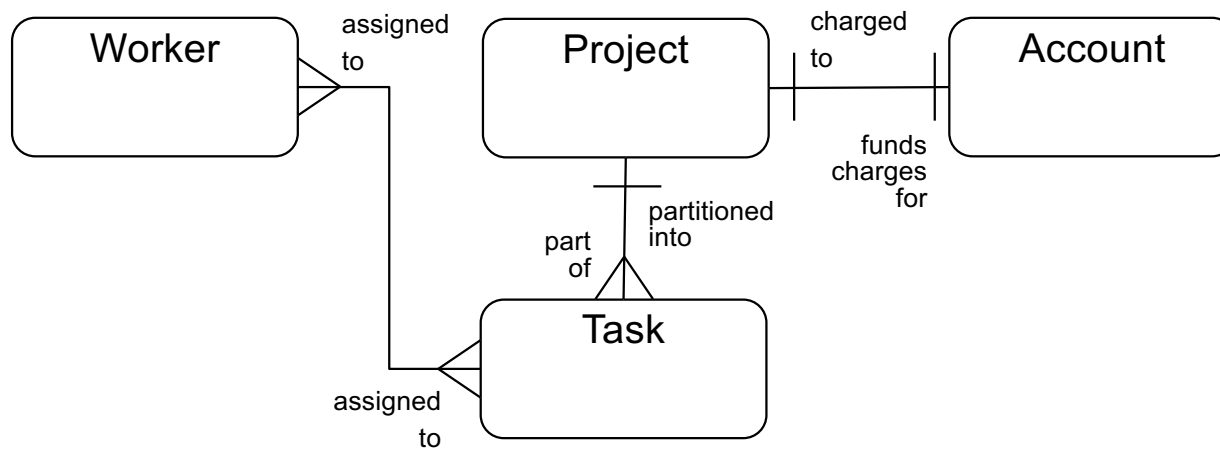 Worker
assigned
to
Project
charged
to
Account
funds
charges
for
partitioned
into
part
of
Task
assigned
to